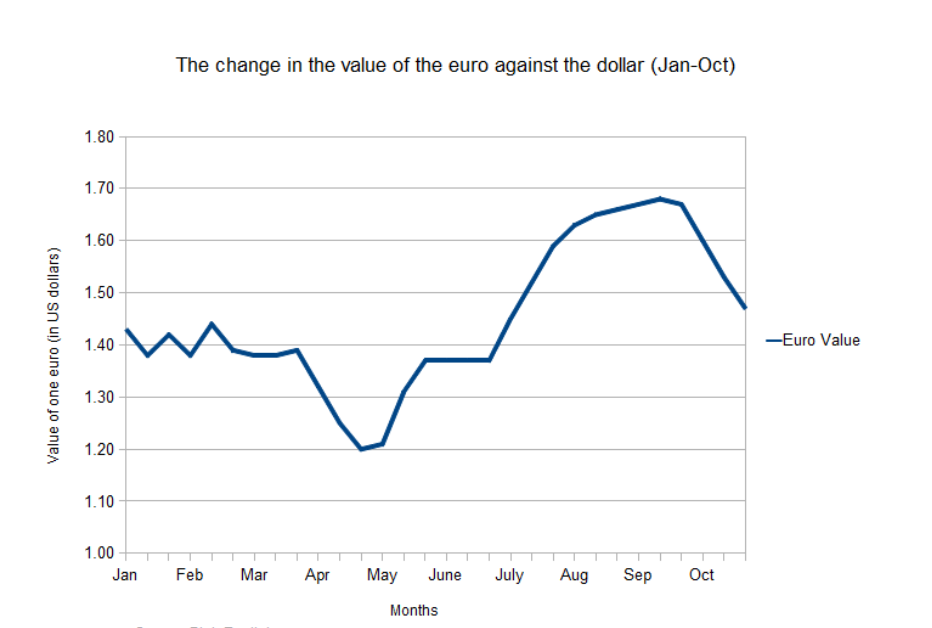 The change in the value of the euro against the dollar (Jan-Oct)
Value of one euro (in US dollars)
1.80
1.70
1.60
1.50
1.40
1.30
1.20
1.10
1.00
Jan Feb Mar Apr May June July Aug Sep Oct
Months
Euro Value